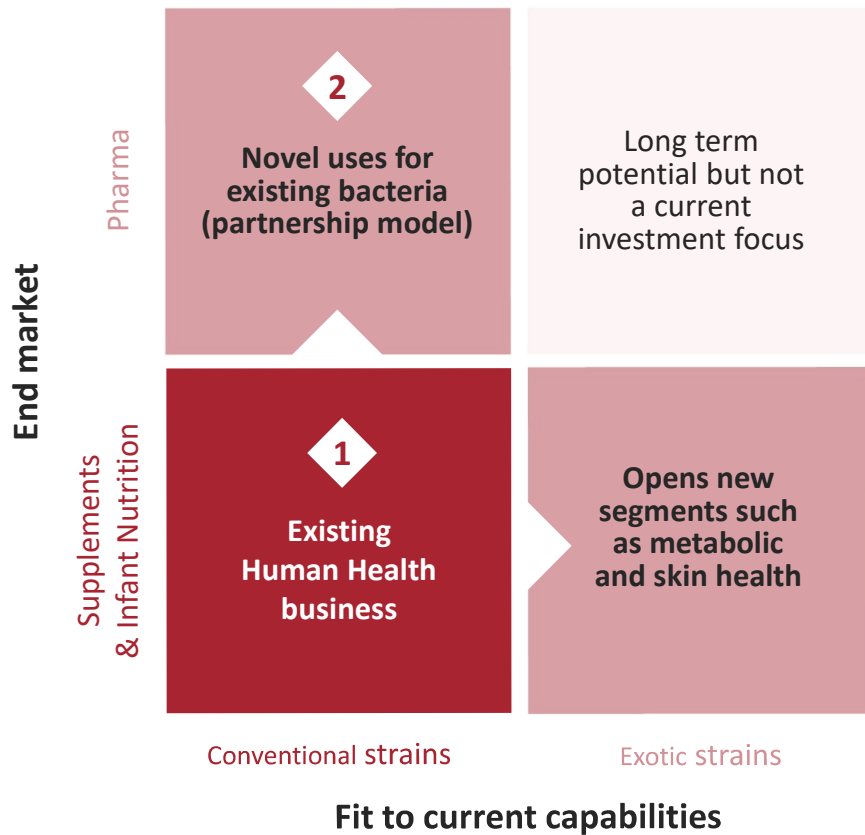 End market
Pharma
2
Novel uses for
existing bacteria
(partnership model)
Long term
potential but not
a current
investment focus
Supplements
& Infant Nutrition
1
Existing
Human Health
business
Opens new
segments such
as metabolic
and skin health
Conventional strains
Exotic strains
Fit to current capabilities